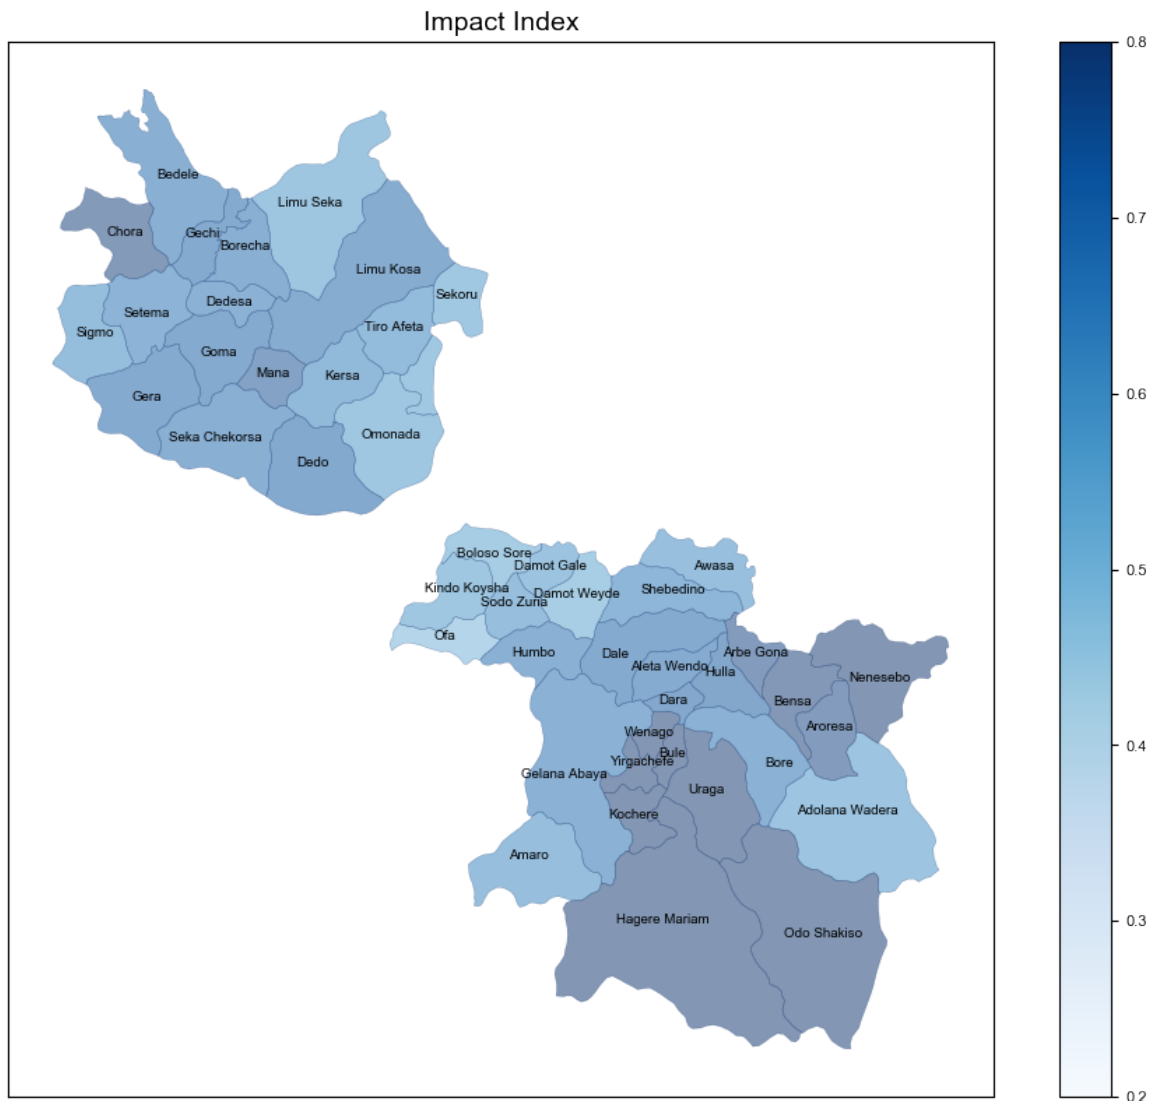 Impact Index
0.8
Bedele
Limu Seka
0.7
Chora
Gechi
Borecha
Limu Kosa
Sekoru
Dedesa
Setema
Tiro Afeta
Sigmo
Goma
Mana
Kersa
0.6
Gera
Omonada
Seka Chekorsa
Dedo
Boloso Sore
Damot Gale
Awasa
0.5
Kindo Koysha
Shebedino
Damot Weyde
Sodo Zuria
Ofa
Humbo
Dale
Arbe Gona
Aleta Wendo
Hulla
Nenesebo
Dara
Bensa
Aroresa
Wenago
0.4
Bule
Yirgachefe
Bore
Gelana Abaya
Uraga
Adolana Wadera
Kochere
Amaro
Hagere Mariam
0.3
Odo Shakiso
0.2